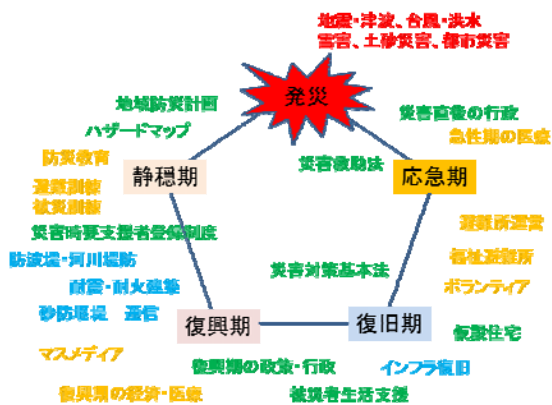 地震・津波、台風・洪水
雪害、土砂災害、都市災害
発災
地域防災計画
災害直後の行政
ハザードマップ
急性期の医療
防災教育
災害救助法
静穏期
応急期
避難訓練
被災訓練
避難所運営
災害時要支援者登録制度
福祉避難所
防波堤・河川堤防
災害対策基本法
耐震・耐火建築
ボランティア
砂防堰堤　通信
復興期
復旧期
仮設住宅
マスメディア
復興期の政策・行政
インフラ復旧
復興期の経済・医療
被災者生活支援